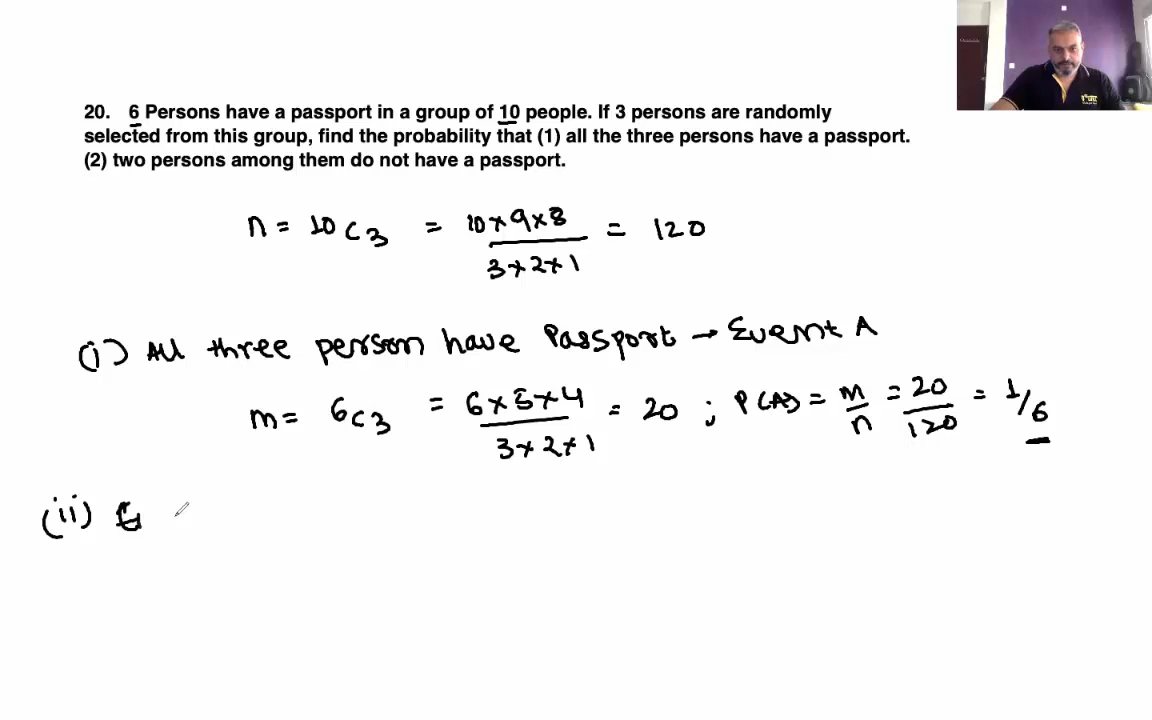 20. 6 Persons have a passport in a group of 10 people. If 3 persons are randomly
selected from this group, find the probability that (1) all the three persons have a passport.
(2) two persons among them do not have a passport.
n = 10C3 = 10×9×8 / 3×2×1 = 120
(i) All three person have Passport → Event A
m = 6C3 = 6×5×4 / 3×2×1 = 20 ; P(A) = m/n = 20/120 = 1/6
(ii)